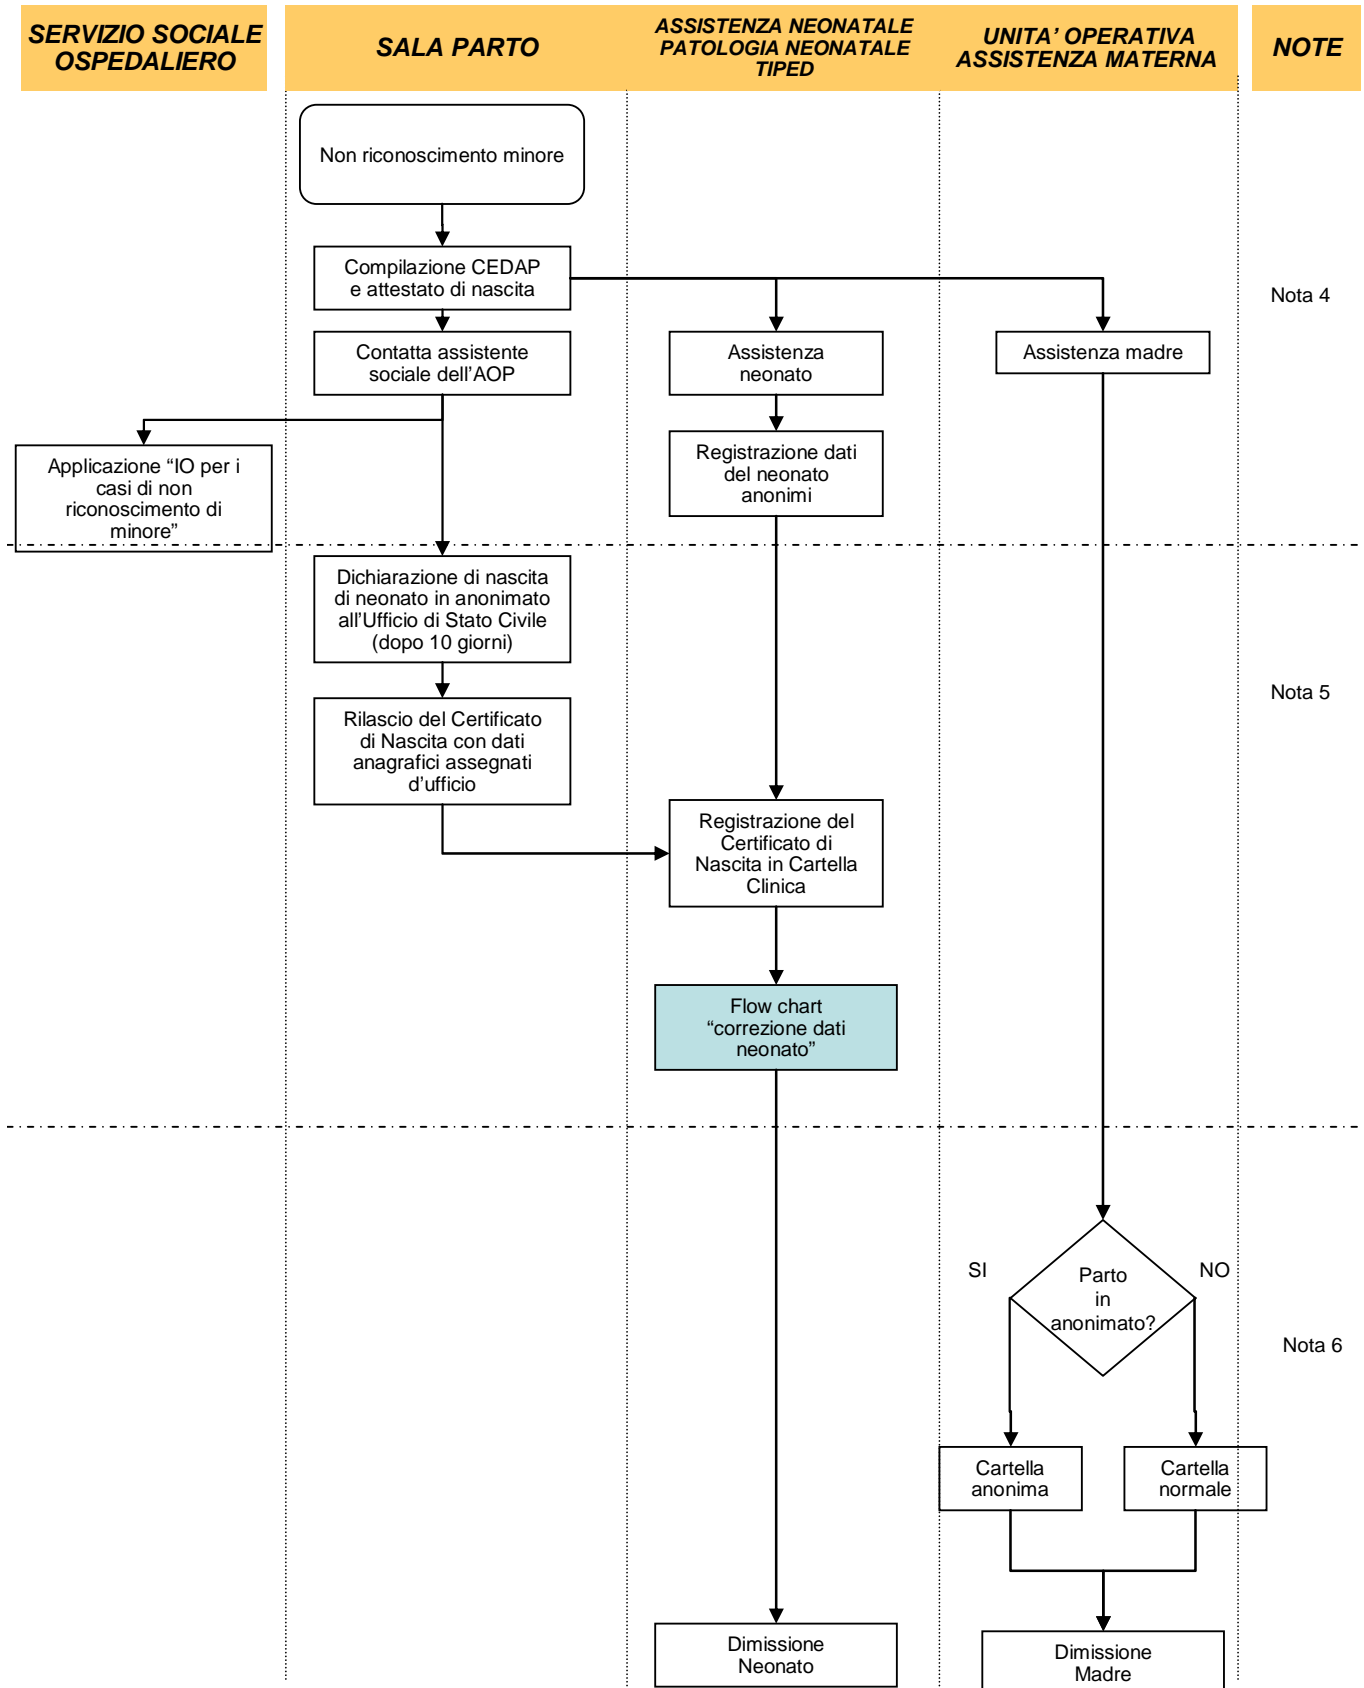 SERVIZIO SOCIALE
OSPEDALIERO
SALA PARTO
ASSISTENZA NEONATALE
PATOLOGIA NEONATALE
TIPED
UNITA' OPERATIVA
ASSISTENZA MATERNA
NOTE
Non riconoscimento minore
Compilazione CEDAP
e attestato di nascita
Nota 4
Contatta assistente
sociale dell'AOP
Assistenza
neonato
Assistenza madre
Applicazione “IO per i
casi di non
riconoscimento di
minore”
Registrazione dati
del neonato
anonimi
Dichiarazione di nascita
di neonato in anonimato
all'Ufficio di Stato Civile
(dopo 10 giorni)
Nota 5
Rilascio del Certificato
di Nascita con dati
anagrafici assegnati
d'ufficio
Registrazione del
Certificato di
Nascita in Cartella
Clinica
Flow chart
“correzione dati
neonato”
SI
NO
Parto
in
anonimato?
Nota 6
Cartella
anonima
Cartella
normale
Dimissione
Neonato
Dimissione
Madre